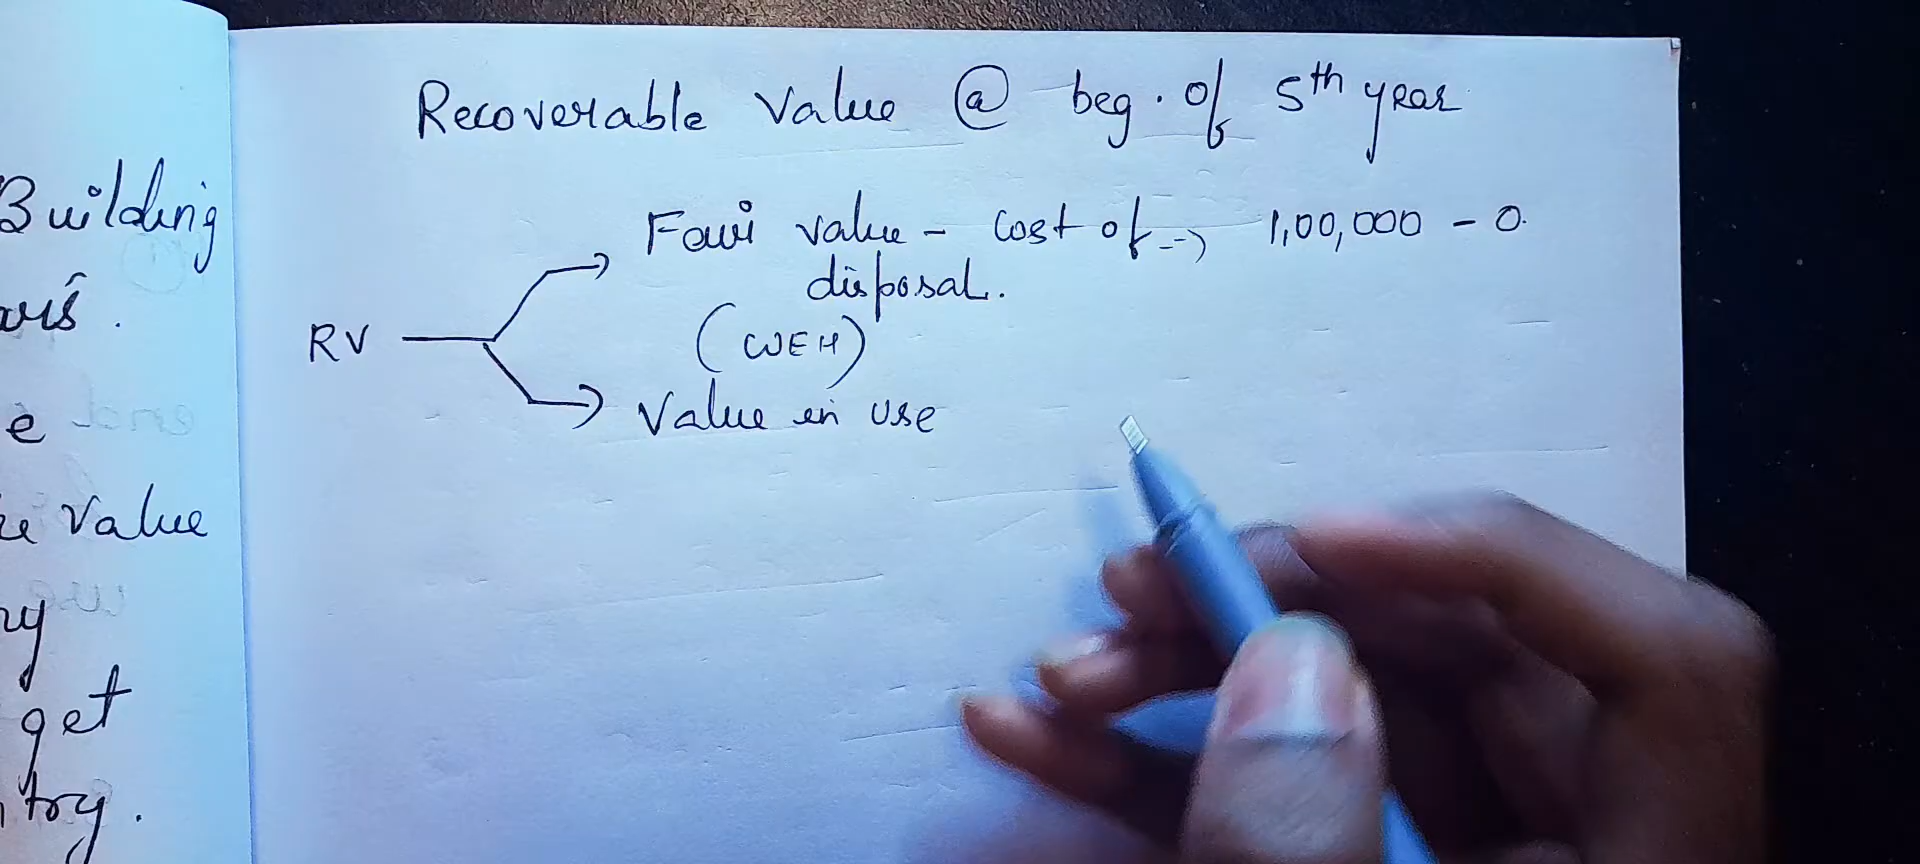 Building
e
Value
get
try.
Recoverable Value @ beg. of 5th year
Fair value - cost of => 1,00,000 - 0.
disposal.
RV
(WEH)
Value in use